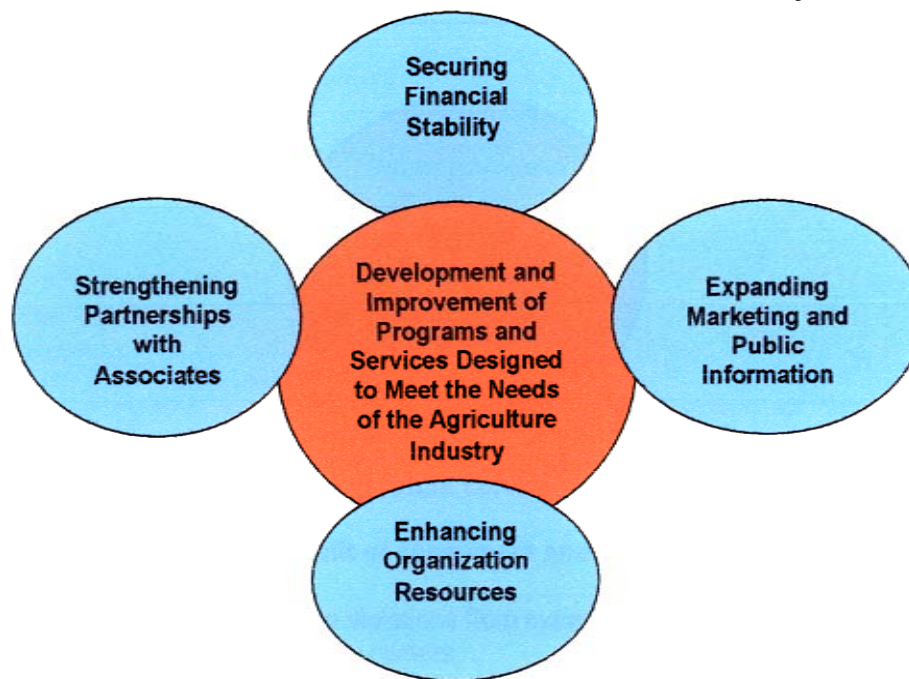 Securing
Financial
Stability
Strengthening
Partnerships
with
Associates
Development and
Improvement of
Programs and
Services Designed
to Meet the Needs
of the Agriculture
Industry
Expanding
Marketing and
Public
Information
Enhancing
Organization
Resources